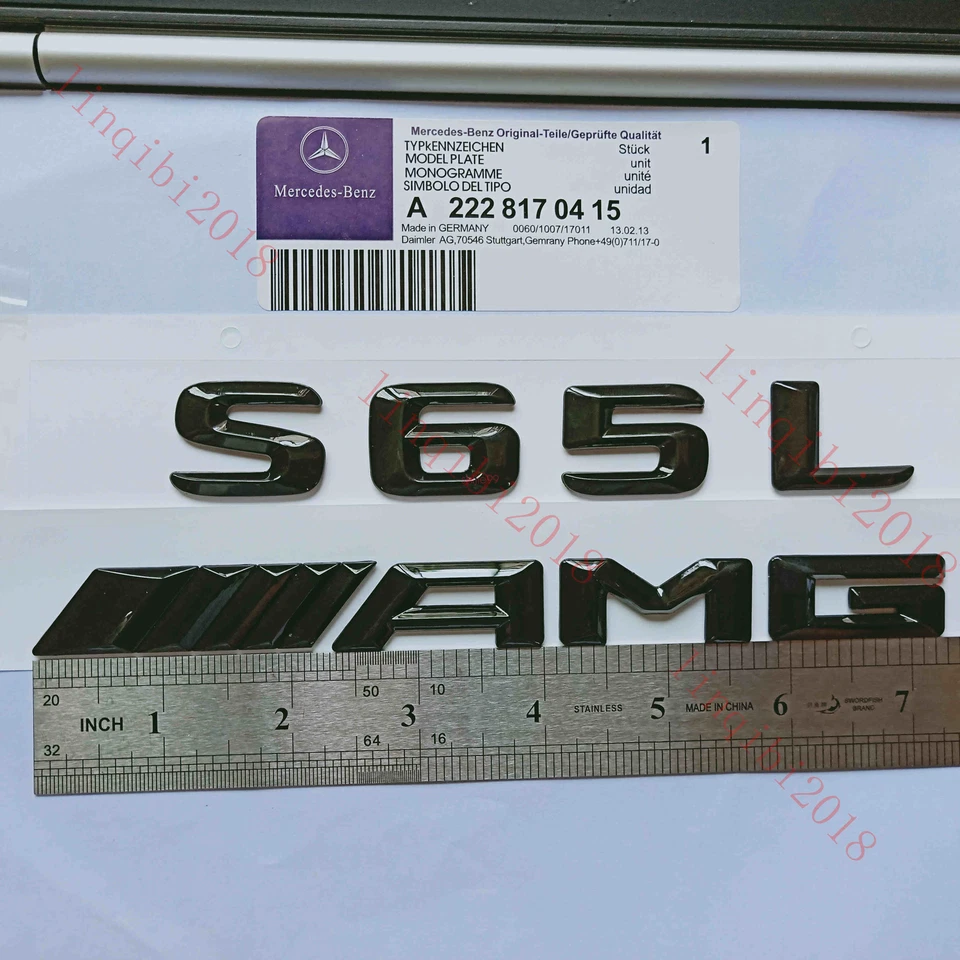 Mercedes-Benz
Mercedes-Benz Original-Teile/Geprüfte Qualität
TYPkENNZEICHEN Stück 1
MODEL PLATE unit
MONOGRAMME unité
SIMBOLO DEL TIPO unidad
A 222 817 04 15
Made in GERMANY 0060/1007/17011 13.02.13
Daimler AG,70546 Stuttgart,Gemrany Phone+49(0)711/17-0
linqibi2018
S65L
linqibi2018
linqibi2018
AMG
20 50 10
INCH 1 2 3 4 STAINLESS 5 MADE IN CHINA 6 SWORDFISH BRAND 7
32 64 16
linqibi2018